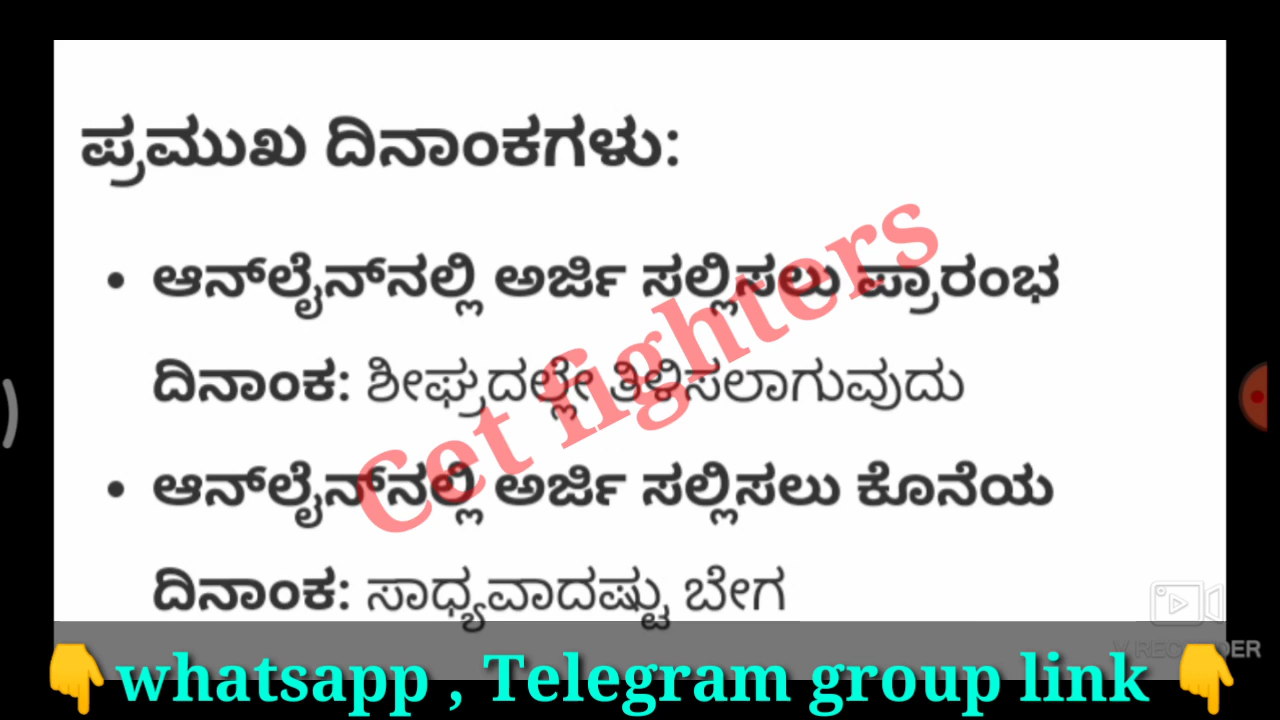 ಪ್ರಮುಖ ದಿನಾಂಕಗಳು:
• ಆನ್‌ಲೈನ್‌ನಲ್ಲಿ ಅರ್ಜಿ ಸಲ್ಲಿಸಲು ಪ್ರಾರಂಭ
ದಿನಾಂಕ: ಶೀಘ್ರದಲ್ಲೇ ತಿಳಿಸಲಾಗುವುದು
• ಆನ್‌ಲೈನ್‌ನಲ್ಲಿ ಅರ್ಜಿ ಸಲ್ಲಿಸಲು ಕೊನೆಯ
ದಿನಾಂಕ: ಸಾಧ್ಯವಾದಷ್ಟು ಬೇಗ
Cet fighters
V RECORDER
👇whatsapp , Telegram group link 👇